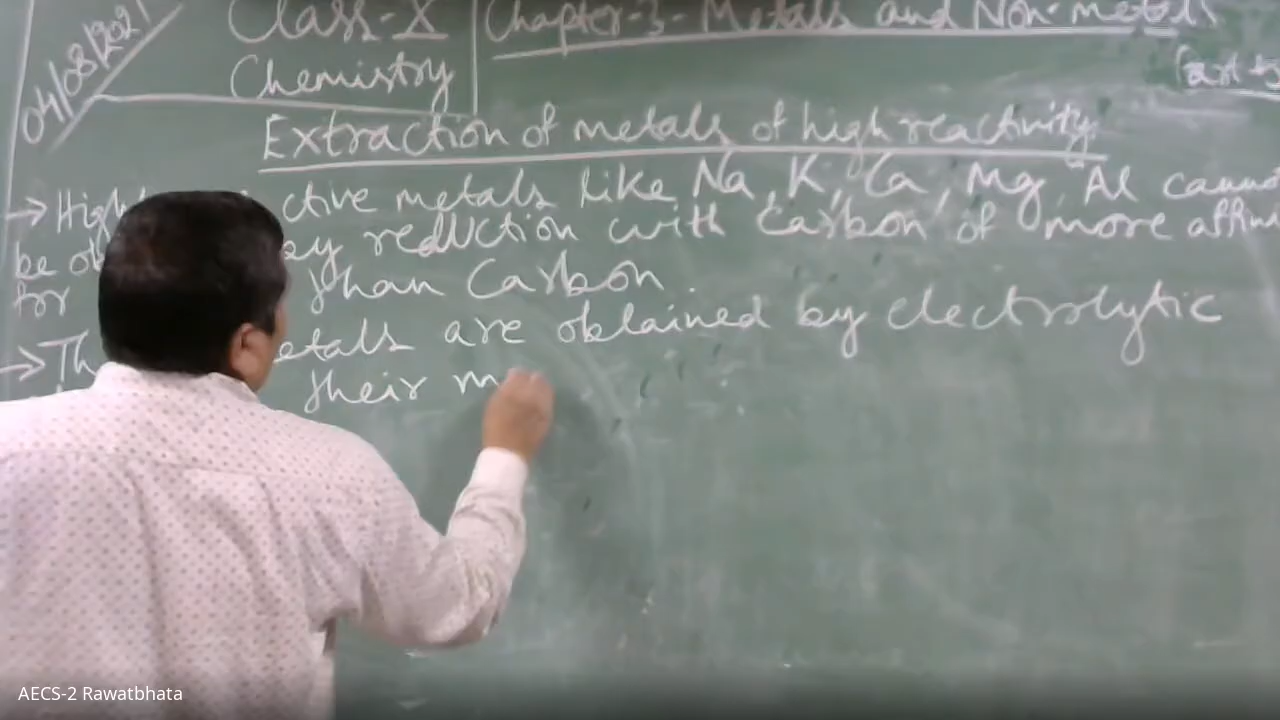 04/08/2021
Class-X
Chemistry
Chapter-3- Metals and Non-metals
Extraction of metals of high reactivity
→ High ctive metals like Na, K, Ca, Mg, Al cannot
be ob by reduction with Carbon of more affin
for than Carbon.
→ Th etals are obtained by electrolytic
their m
AECS-2 Rawatbhata